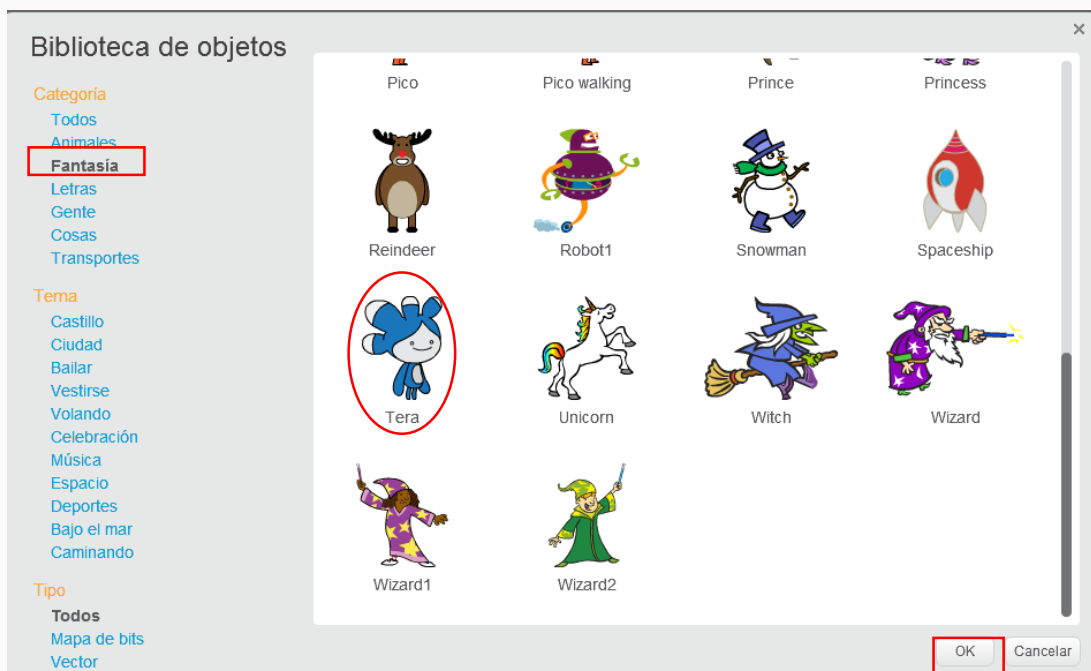 Biblioteca de objetos
×
Categoría
Todos
Animales
Fantasía
Letras
Gente
Cosas
Transportes
Tema
Castillo
Ciudad
Bailar
Vestirse
Volando
Celebración
Música
Espacio
Deportes
Bajo el mar
Caminando
Tipo
Todos
Mapa de bits
Vector
Pico Pico walking Prince Princess
Reindeer Robot1 Snowman Spaceship
Tera Unicorn Witch Wizard
Wizard1 Wizard2
OK Cancelar